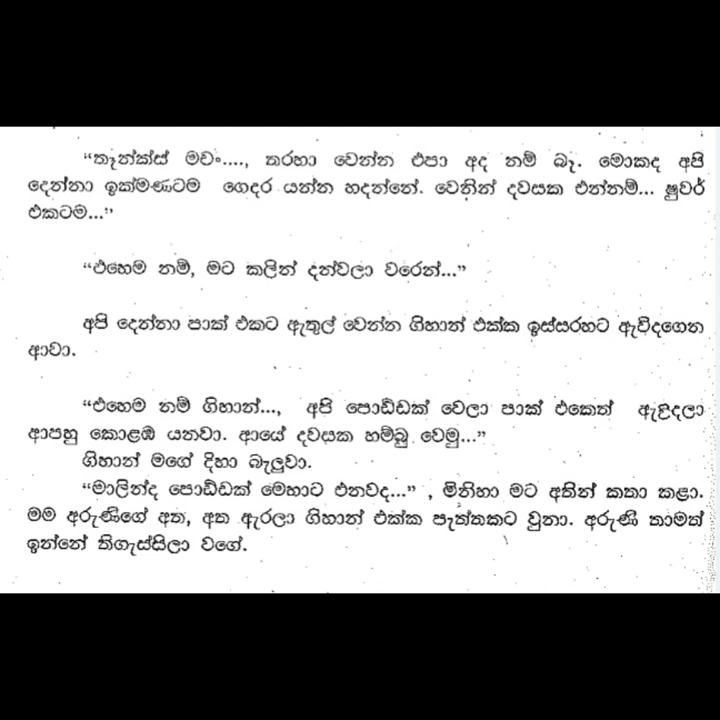 “තෑන්ක්ස් මචං...., තරහා වෙන්න එපා අද නම් බෑ. මොකද අපි
දෙන්නා ඉක්මණටම ගෙදර යන්න හදන්නේ. වෙනින් දවසක එන්නම්... ෂුවර්
එකටම...”
“එහෙම නම්, මට කලින් දන්වලා වරෙන්...”
අපි දෙන්නා පාක් එකට ඇතුල් වෙන්න ගිහාන් එක්ක ඉස්සරහට ඇවිදගෙන
ආවා.
“එහෙම නම් ගිහාන්..., අපි පොඩ්ඩක් වෙලා පාක් එකෙත් ඇළිදලා
ආපහු කොළඹ යනවා. ආයේ දවසක හම්බු වෙමු...”
ගිහාන් මගේ දිහා බැලුවා.
“මාලින්ද පොඩ්ඩක් මෙහාට එනවද...” , මිනිහා මට අතින් කතා කළා.
මම අරුණිගේ අත, අත ඇරලා ගිහාන් එක්ක පැත්තකට වුනා. අරුණි තාමත්
ඉන්නේ තිගැස්සිලා වගේ.